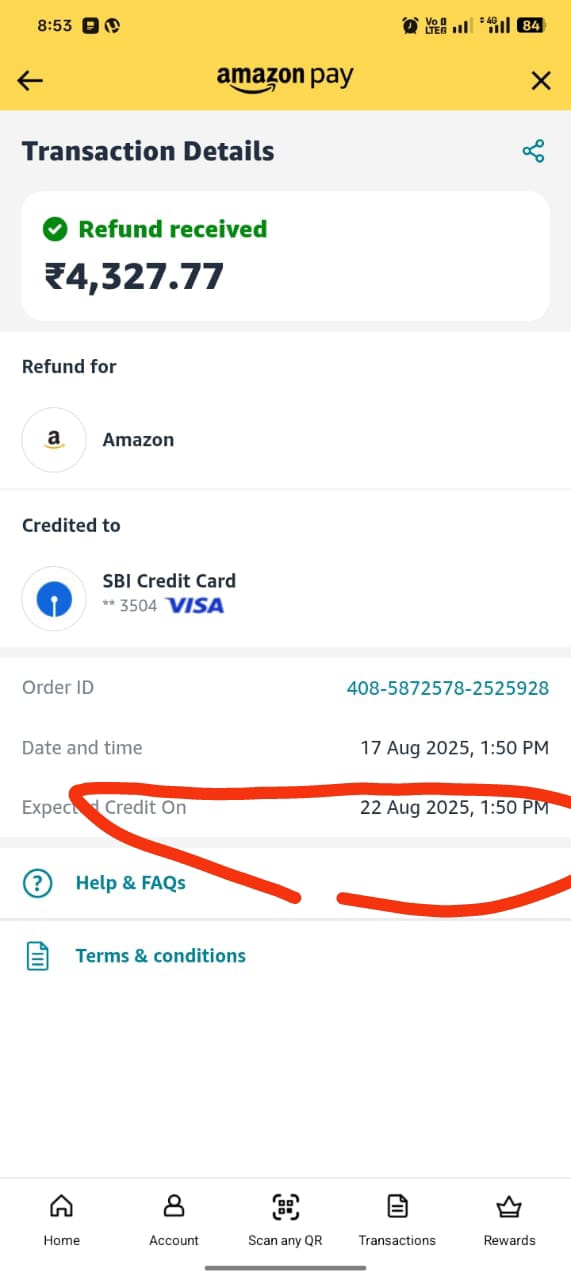 8:53
Vo
LTE
4G
84
amazon pay
Transaction Details
Refund received
₹4,327.77
Refund for
a
Amazon
Credited to
SBI Credit Card
** 3504 VISA
Order ID 408-5872578-2525928
Date and time 17 Aug 2025, 1:50 PM
Expected Credit On 22 Aug 2025, 1:50 PM
? Help & FAQs
Terms & conditions
Home Account Scan any QR Transactions Rewards